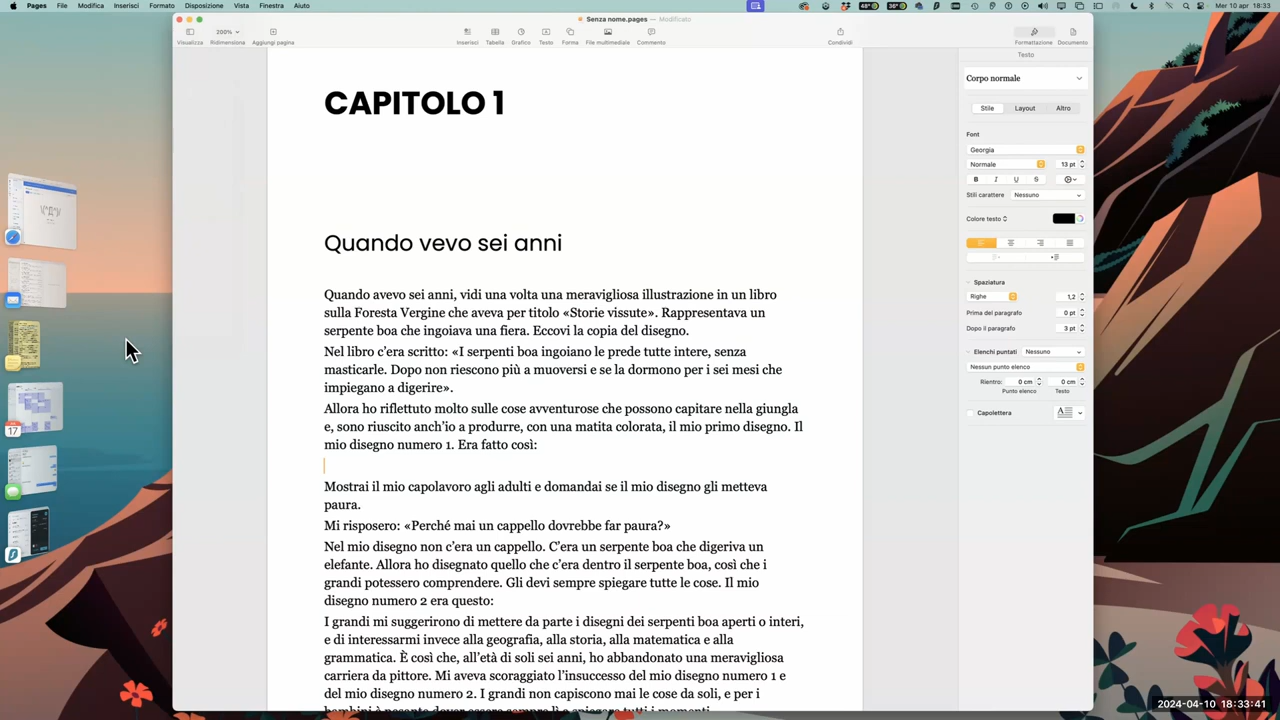 Pages File Modifica Inserisci Formato Disposizione Vista Finestra Aiuto
48° 36° Mer 10 apr 18:33
Senza nome.pages — Modificato
200%
Visualizza Ridimensiona Aggiungi pagina Inserisci Tabella Grafico Testo Forma File multimediale Commento Condividi Formattazione Documento
CAPITOLO 1
Quando vevo sei anni
Quando avevo sei anni, vidi una volta una meravigliosa illustrazione in un libro
sulla Foresta Vergine che aveva per titolo «Storie vissute». Rappresentava un
serpente boa che ingoiava una fiera. Eccovi la copia del disegno.
Nel libro c’era scritto: «I serpenti boa ingoiano le prede tutte intere, senza
masticarle. Dopo non riescono più a muoversi e se la dormono per i sei mesi che
impiegano a digerire».
Allora ho riflettuto molto sulle cose avventurose che possono capitare nella giungla
e, sono riuscito anch’io a produrre, con una matita colorata, il mio primo disegno. Il
mio disegno numero 1. Era fatto così:
Mostrai il mio capolavoro agli adulti e domandai se il mio disegno gli metteva
paura.
Mi risposero: «Perché mai un cappello dovrebbe far paura?»
Nel mio disegno non c’era un cappello. C’era un serpente boa che digeriva un
elefante. Allora ho disegnato quello che c’era dentro il serpente boa, così che i
grandi potessero comprendere. Gli devi sempre spiegare tutte le cose. Il mio
disegno numero 2 era questo:
I grandi mi suggerirono di mettere da parte i disegni dei serpenti boa aperti o interi,
e di interessarmi invece alla geografia, alla storia, alla matematica e alla
grammatica. È così che, all’età di soli sei anni, ho abbandonato una meravigliosa
carriera da pittore. Mi aveva scoraggiato l’insuccesso del mio disegno numero 1 e
del mio disegno numero 2. I grandi non capiscono mai le cose da soli, e per i
Testo
Corpo normale
Stile Layout Altro
Font
Georgia
Normale 13 pt
B I U S
Stili carattere Nessuno
Colore testo
Spaziatura
Righe 1,2
Prima del paragrafo 0 pt
Dopo il paragrafo 3 pt
Elenchi puntati Nessuno
Nessun punto elenco
Rientro: 0 cm 0 cm
Punto elenco Testo
Capolettera A
17
2024-04-10 18:33:41